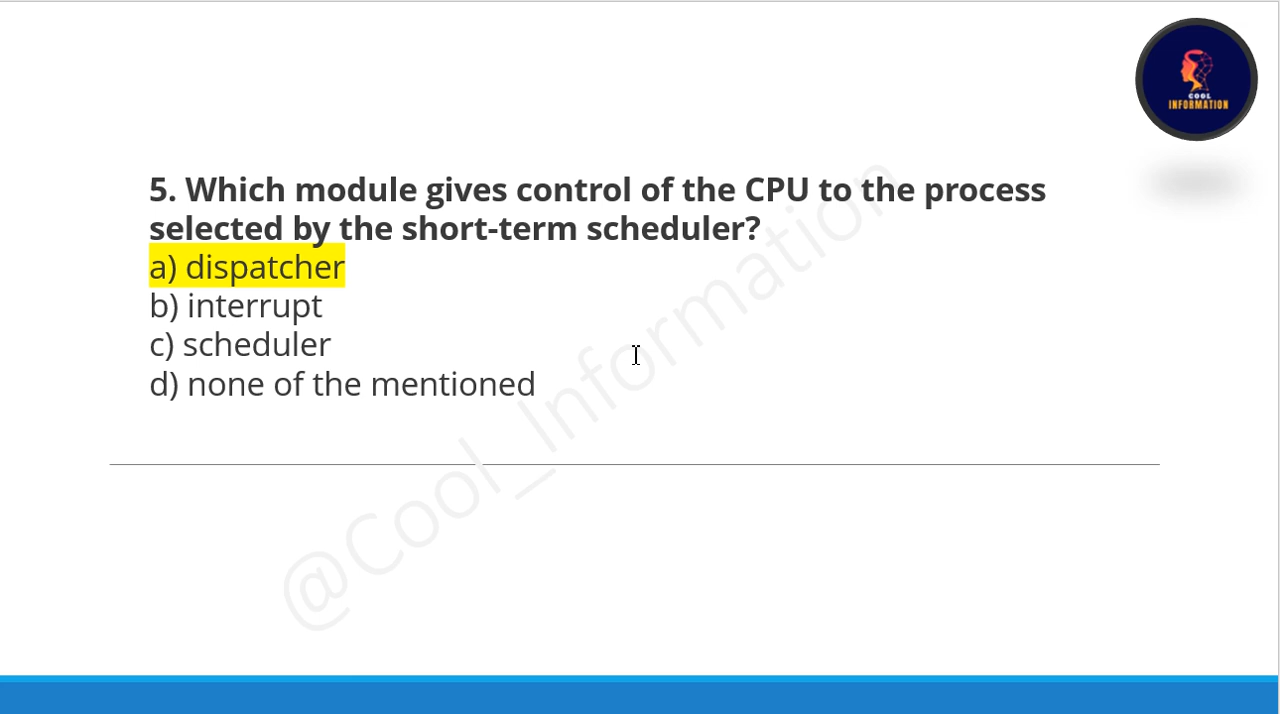 COOL
INFORMATION
5. Which module gives control of the CPU to the process
selected by the short-term scheduler?
a) dispatcher
b) interrupt
c) scheduler
d) none of the mentioned
@Cool_Information